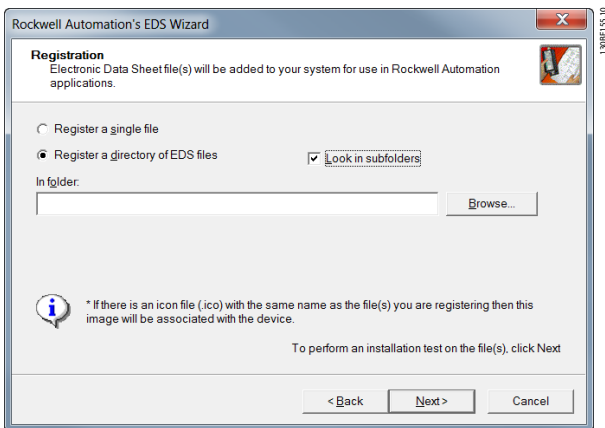 Rockwell Automation's EDS Wizard
Registration
Electronic Data Sheet file(s) will be added to your system for use in Rockwell Automation
applications.
Register a single file
Register a directory of EDS files
Look in subfolders
In folder:
Browse...
* If there is an icon file (.ico) with the same name as the file(s) you are registering then this
image will be associated with the device.
To perform an installation test on the file(s), click Next
< Back
Next >
Cancel
130BF155.10